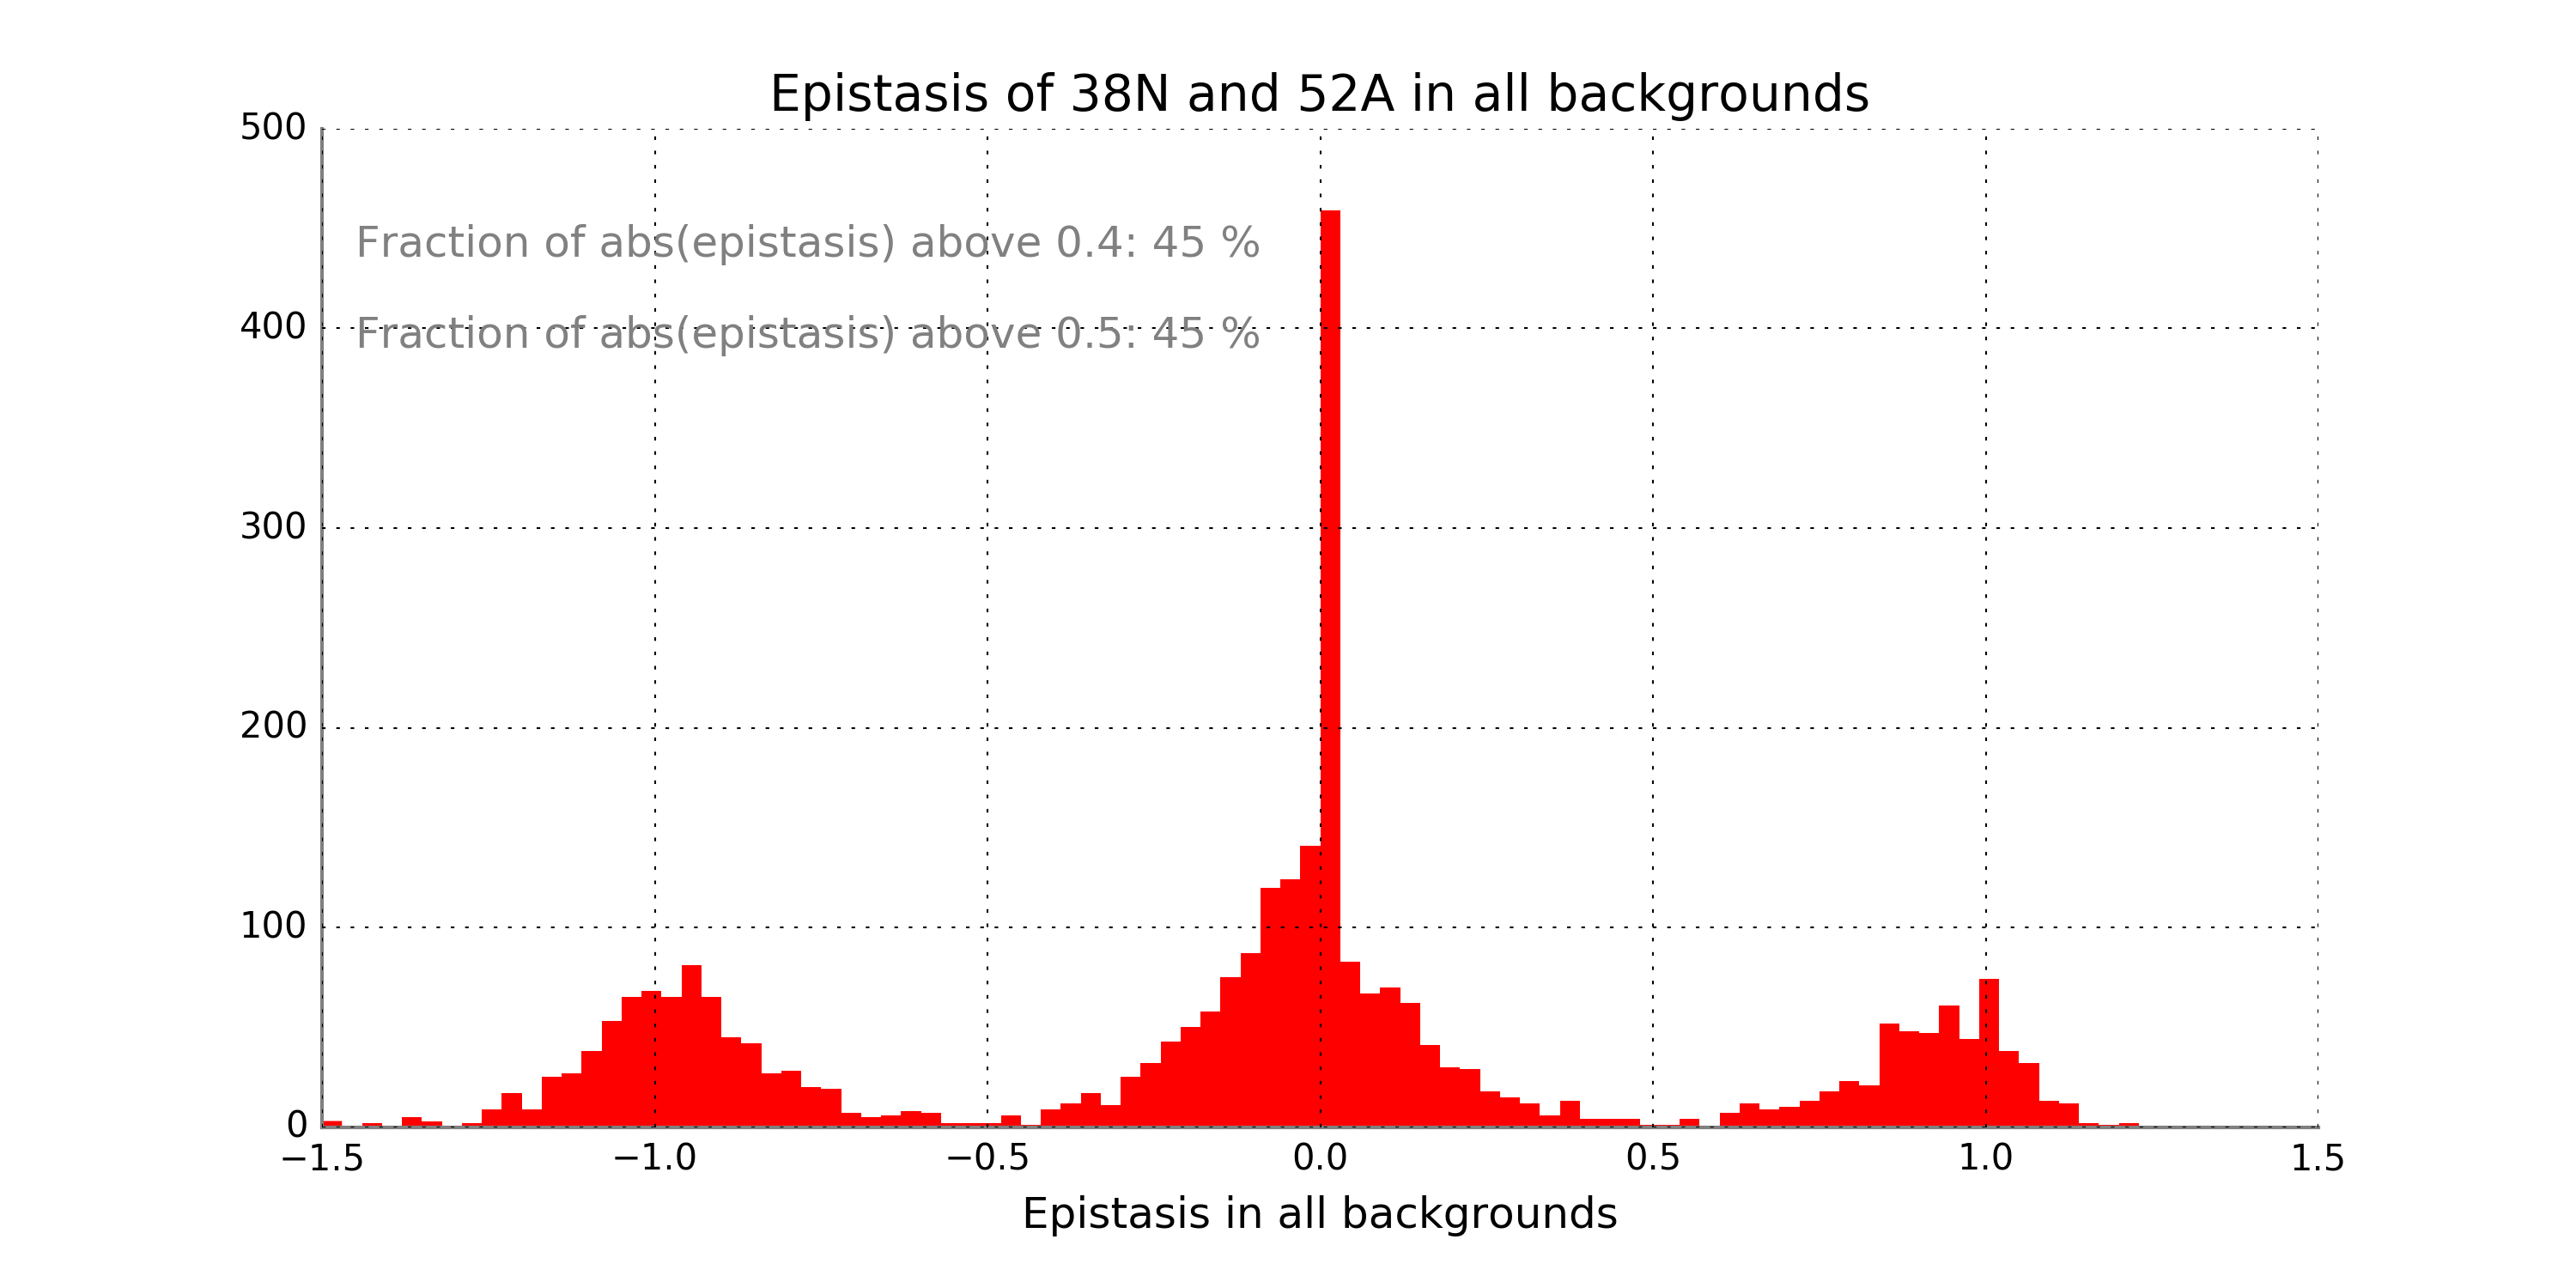 Epistasis of 38N and 52A in all backgrounds
500
400
300
200
100
0
Fraction of abs(epistasis) above 0.4: 45 %
Fraction of abs(epistasis) above 0.5: 45 %
−1.5 −1.0 −0.5 0.0 0.5 1.0 1.5
Epistasis in all backgrounds